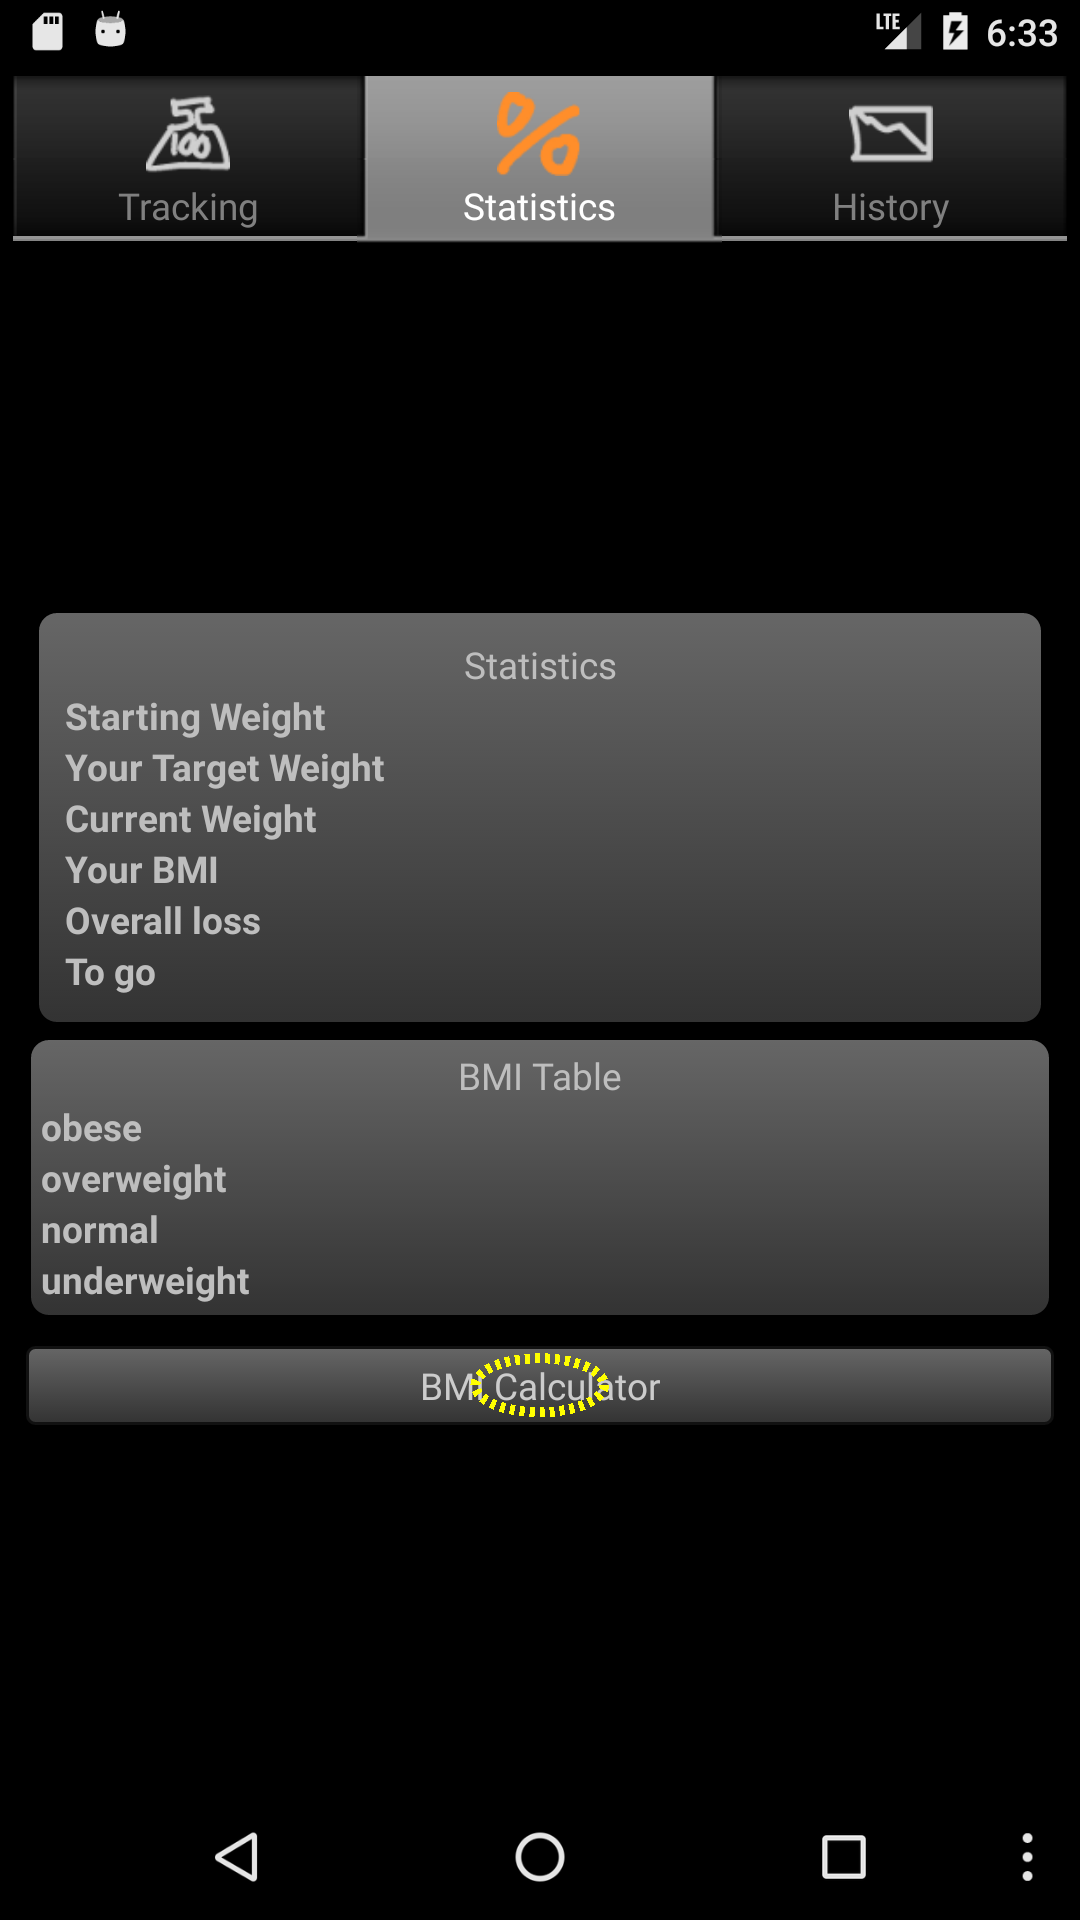 LTE 6:33
100
Tracking
Statistics
History
Statistics
Starting Weight
Your Target Weight
Current Weight
Your BMI
Overall loss
To go
BMI Table
obese
overweight
normal
underweight
BMI Calculator